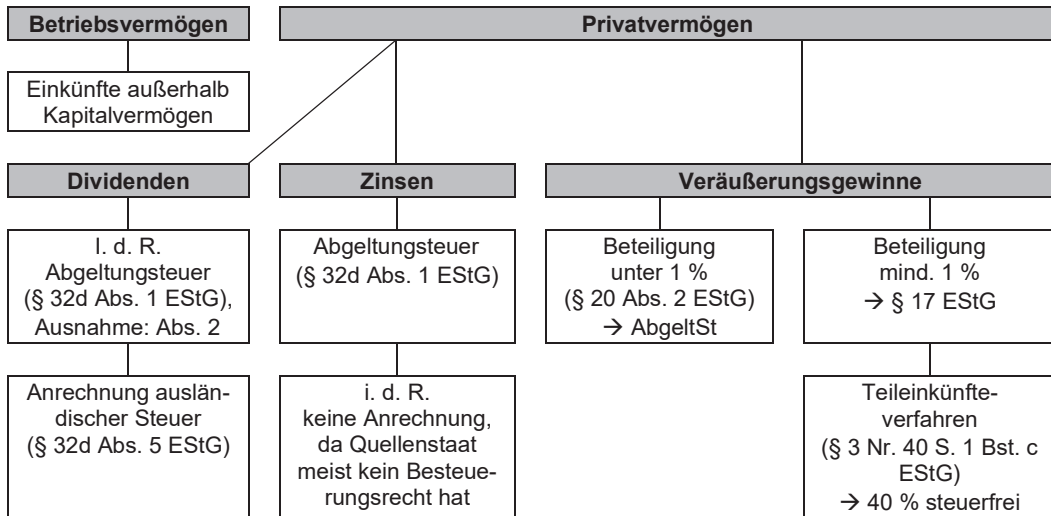 Betriebsvermögen
Privatvermögen
Einkünfte außerhalb
Kapitalvermögen
Dividenden
Zinsen
Veräußerungsgewinne
I. d. R.
Abgeltungsteuer
(§ 32d Abs. 1 EStG),
Ausnahme: Abs. 2
Abgeltungsteuer
(§ 32d Abs. 1 EStG)
Beteiligung
unter 1 %
(§ 20 Abs. 2 EStG)
→ AbgeltSt
Beteiligung
mind. 1 %
→ § 17 EStG
Anrechnung auslän-
discher Steuer
(§ 32d Abs. 5 EStG)
i. d. R.
keine Anrechnung,
da Quellenstaat
meist kein Besteue-
rungsrecht hat
Teileinkünfte-
verfahren
(§ 3 Nr. 40 S. 1 Bst. c
EStG)
→ 40 % steuerfrei